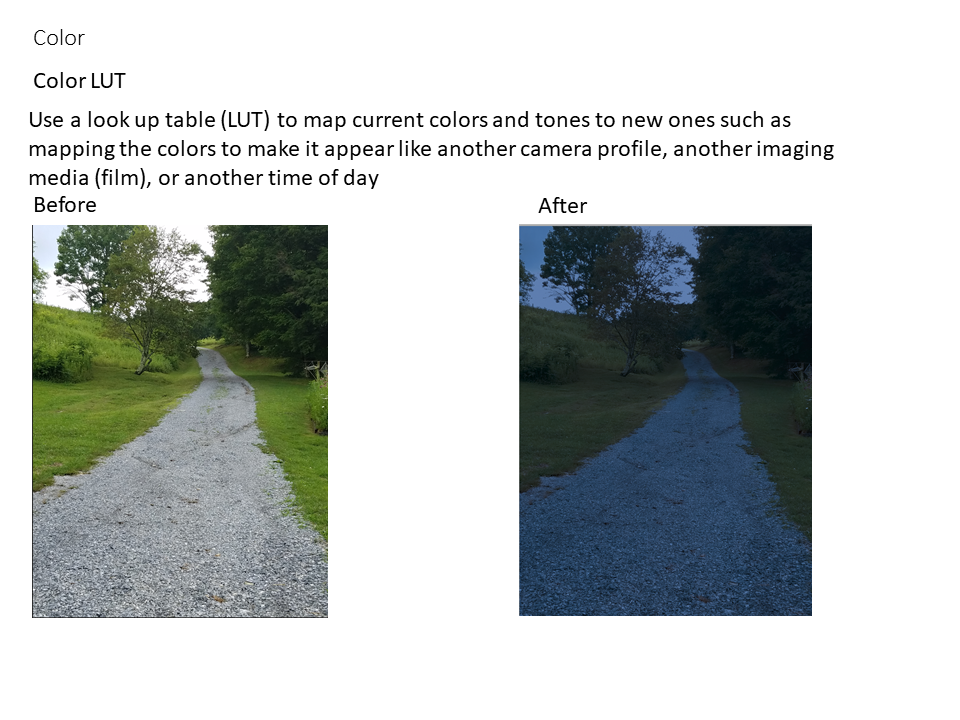 Color
Color LUT
Use a look up table (LUT) to map current colors and tones to new ones such as
mapping the colors to make it appear like another camera profile, another imaging
media (film), or another time of day
Before
After